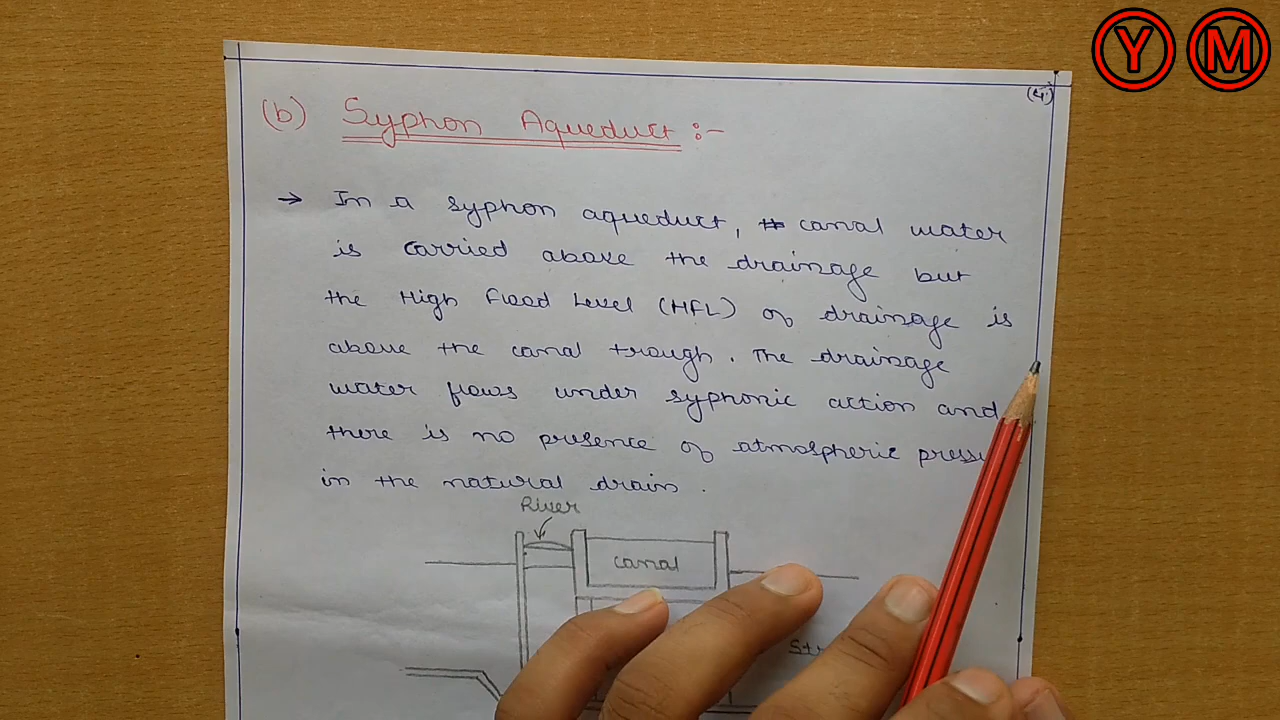 Y M
(b) Syphon Aqueduct :-
→ In a syphon aqueduct, canal water
is carried above the drainage but
the High Flood Level (HFL) of drainage is
above the canal trough. The drainage
water flows under syphonic action and
there is no presence of atmospheric press
in the natural drain.
River
canal